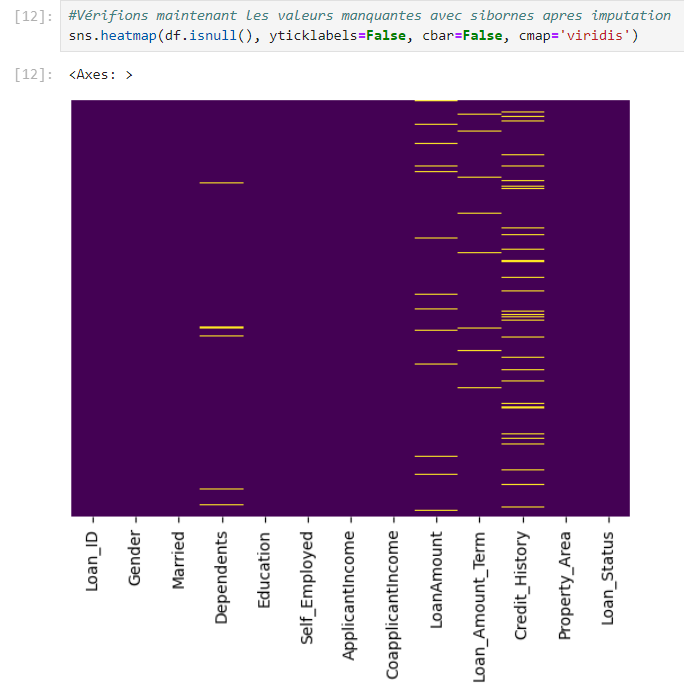 [12]: #Vérifions maintenant les valeurs manquantes avec sibornes apres imputation
sns.heatmap(df.isnull(), yticklabels=False, cbar=False, cmap='viridis')
[12]: <Axes: >
Loan_ID
Gender
Married
Dependents
Education
Self_Employed
ApplicantIncome
CoapplicantIncome
LoanAmount
Loan_Amount_Term
Credit_History
Property_Area
Loan_Status